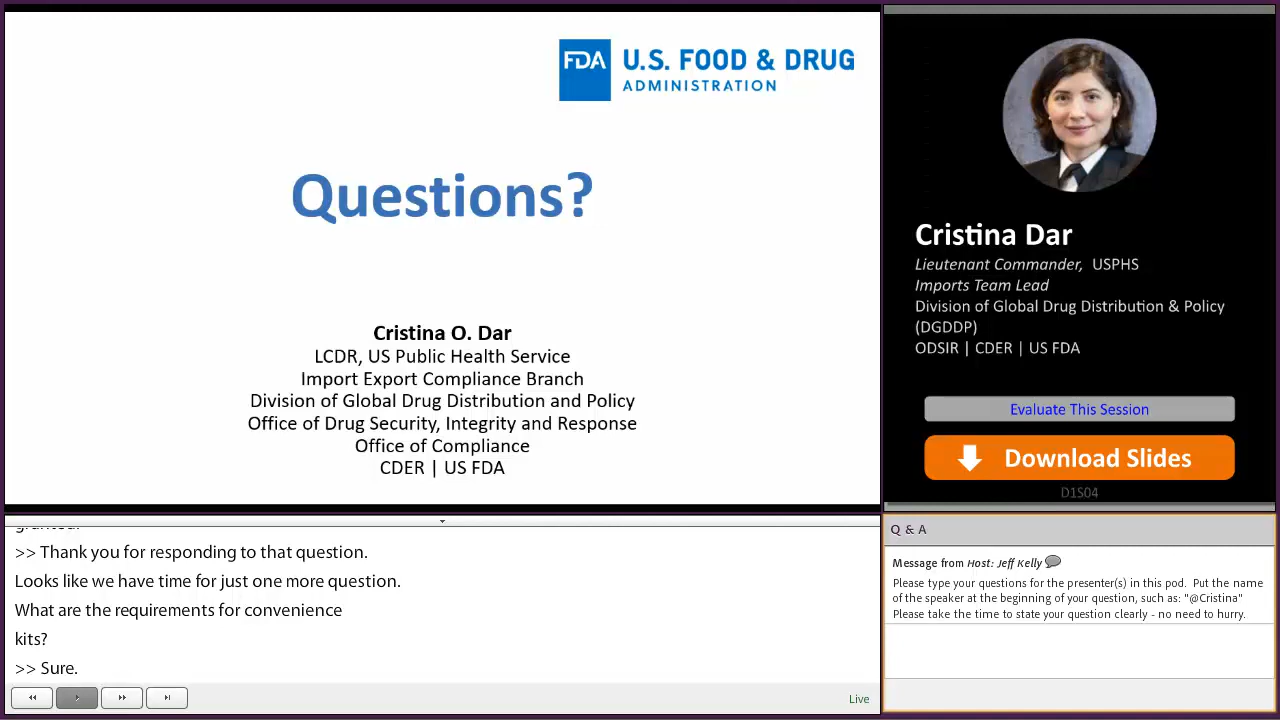 FDA U.S. FOOD & DRUG
ADMINISTRATION
Questions?
Cristina O. Dar
LCDR, US Public Health Service
Import Export Compliance Branch
Division of Global Drug Distribution and Policy
Office of Drug Security, Integrity and Response
Office of Compliance
CDER | US FDA
Cristina Dar
Lieutenant Commander, USPHS
Imports Team Lead
Division of Global Drug Distribution & Policy
(DGDDP)
ODSIR | CDER | US FDA
Evaluate This Session
Download Slides
D1S04
>> Thank you for responding to that question.
Looks like we have time for just one more question.
What are the requirements for convenience
kits?
>> Sure.
Live
Q & A
Message from Host: Jeff Kelly
Please type your questions for the presenter(s) in this pod. Put the name
of the speaker at the beginning of your question, such as: "@Cristina"
Please take the time to state your question clearly - no need to hurry.